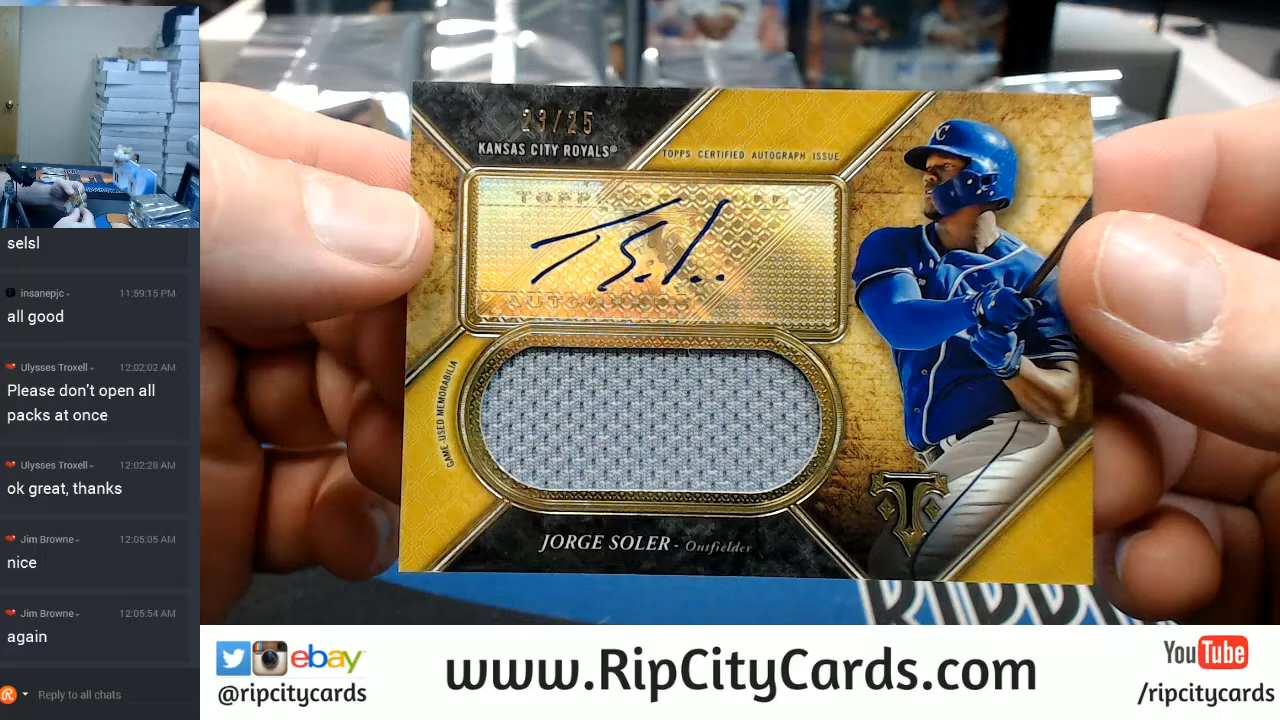 selsl
insanepjc
11:59:15 PM
all good
Ulysses Troxell
12:02:02 AM
Please don't open all
packs at once
Ulysses Troxell
12:02:28 AM
ok great, thanks
Jim Browne
12:05:05 AM
nice
Jim Browne
12:05:54 AM
again
Reply to all chats
23/25
KANSAS CITY ROYALS®
TOPPS CERTIFIED AUTOGRAPH ISSUE
KC
GAME-USED MEMORABILIA
JORGE SOLER - Outfielder
ebay
@ripcitycards
www.RipCityCards.com
YouTube
/ripcitycards